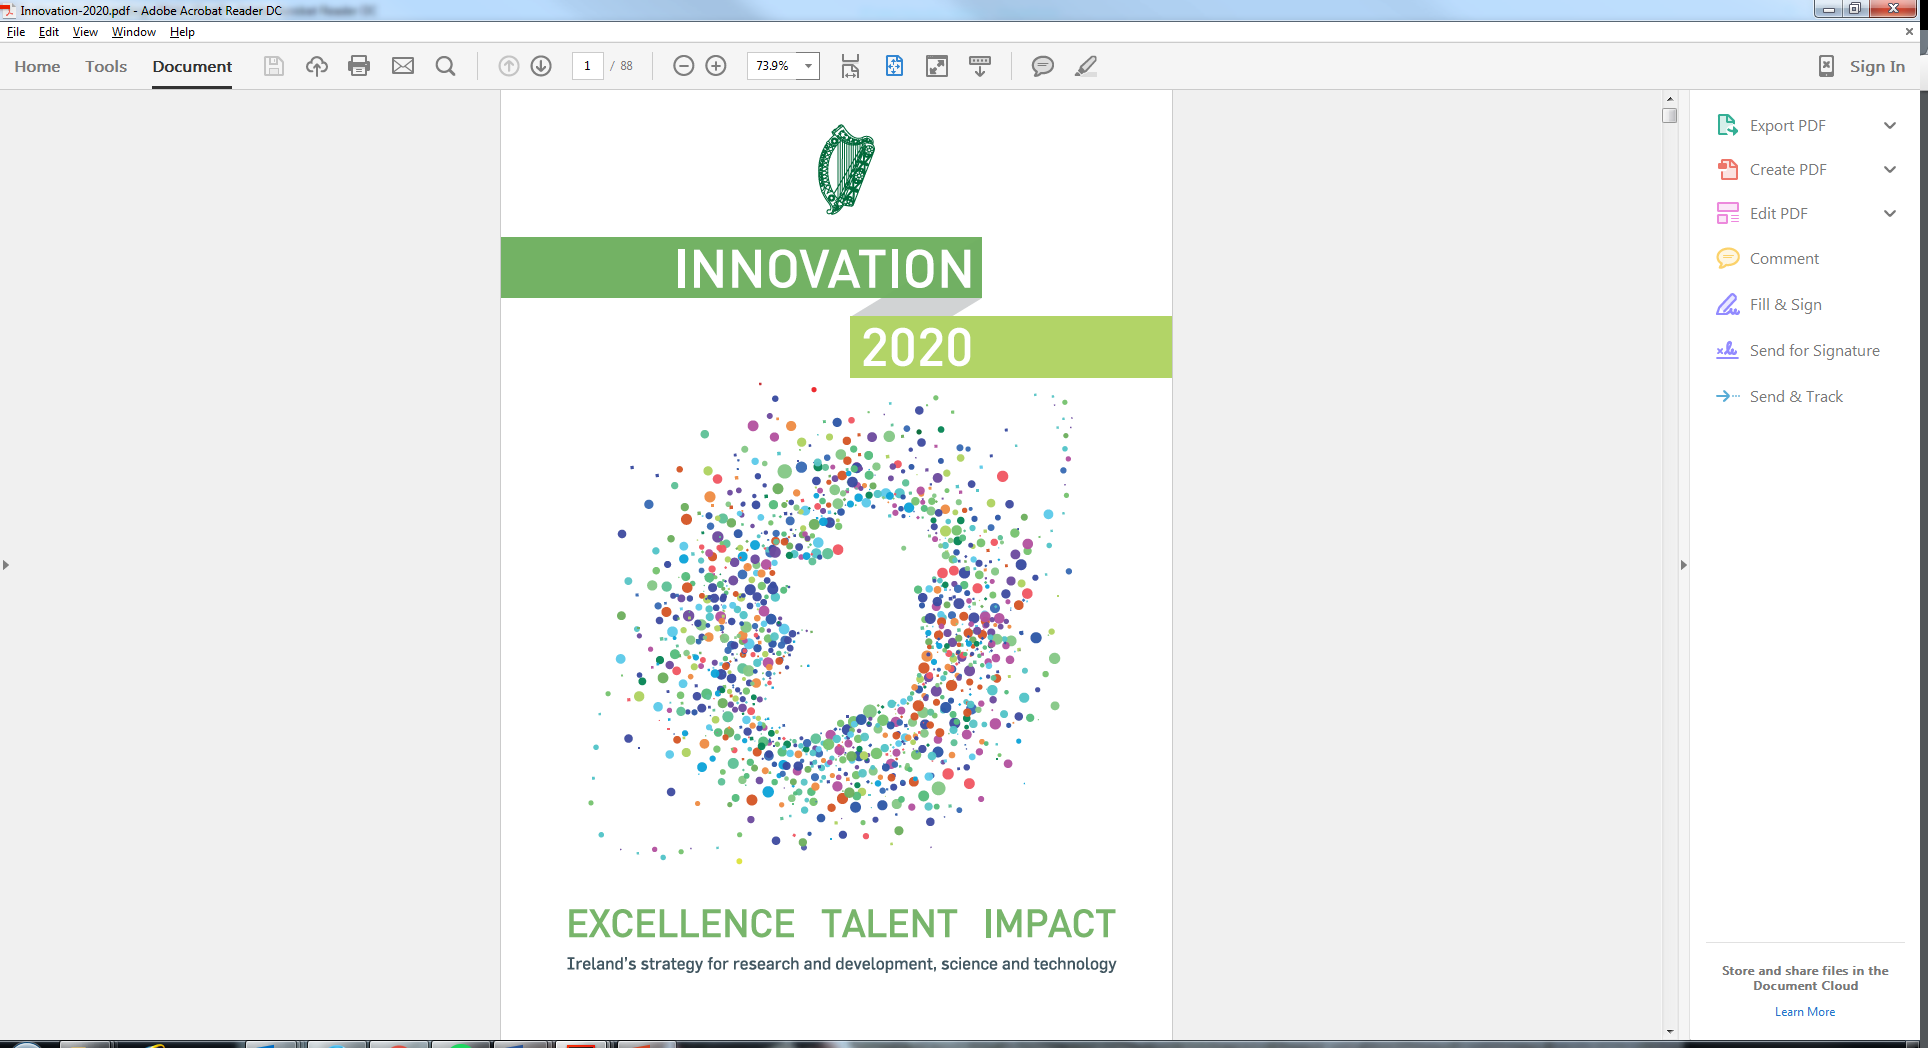 Innovation-2020.pdf - Adobe Acrobat Reader DC
File Edit View Window Help
Home Tools Document 1 / 88 73.9% Sign In
INNOVATION
2020
EXCELLENCE TALENT IMPACT
Ireland's strategy for research and development, science and technology
Export PDF
Create PDF
Edit PDF
Comment
Fill & Sign
Send for Signature
Send & Track
Store and share files in the
Document Cloud
Learn More